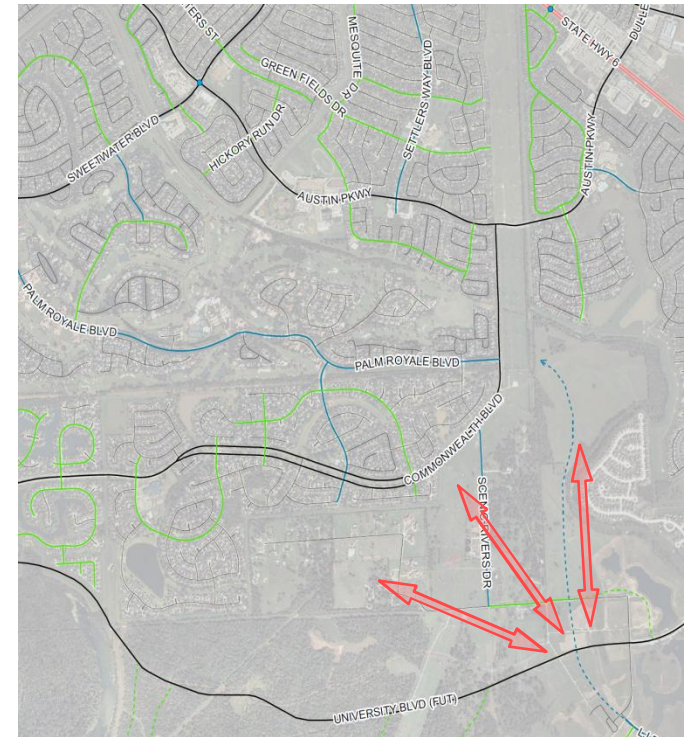 MESQUITE DR
STATE HWY 6
GREEN FIELDS DR
SETTLERS WAY BLVD
SWEETWATER BLVD
HICKORY RUN DR
AUSTIN PKWY
AUSTIN PKWY
PALM ROYALE BLVD
PALM ROYALE BLVD
COMMONWEALTH BLVD
SCENIC RIVERS DR
UNIVERSITY BLVD (FUT)